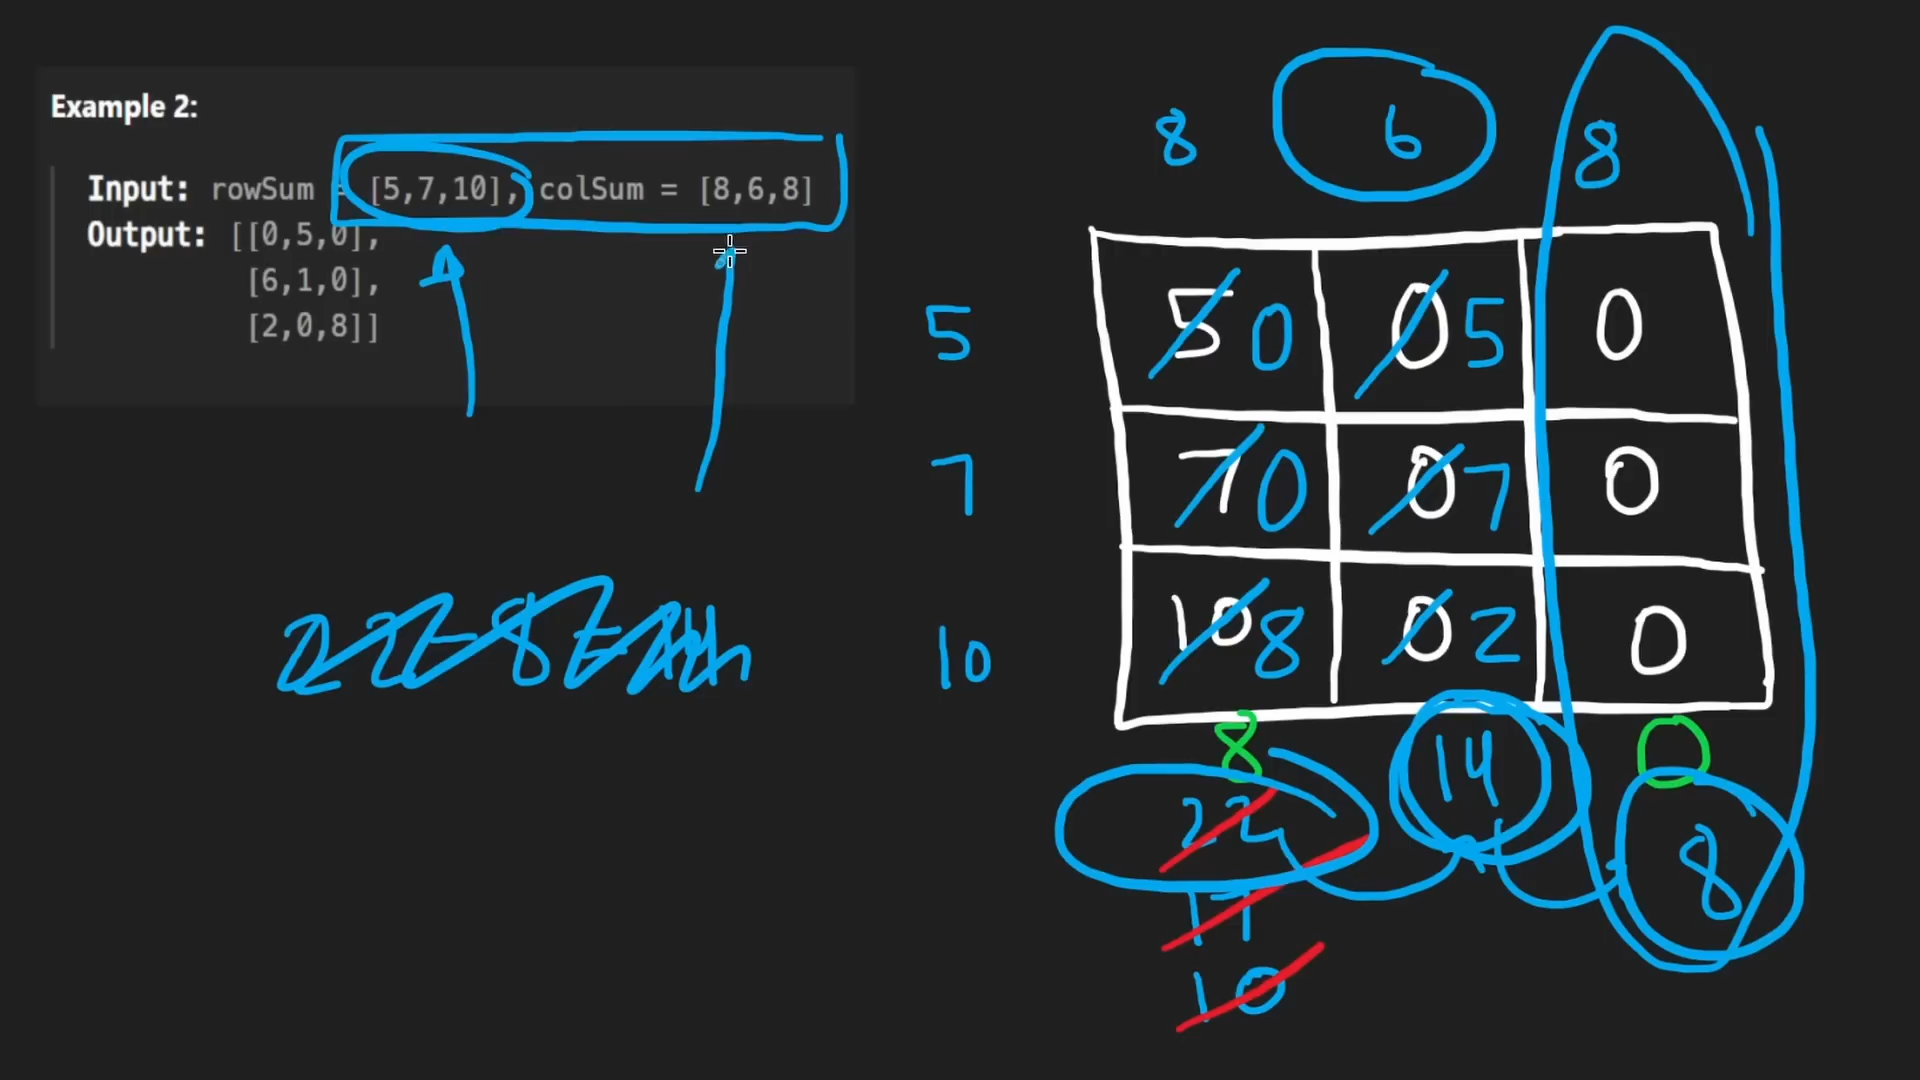 Example 2:
Input: rowSum = [5,7,10], colSum = [8,6,8]
Output: [[0,5,0],
[6,1,0],
[2,0,8]]
8 6 8
5 5 0 0 5 0
7 7 0 0 7 0
10 10 8 0 2 0
8 14 0
22 8
17
10